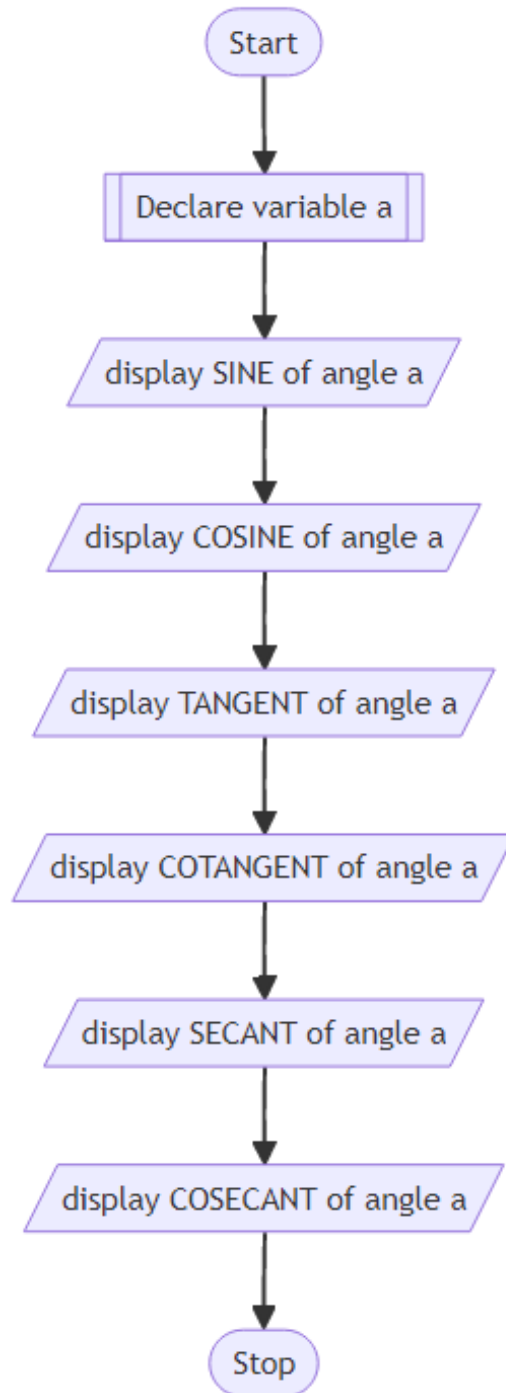 Start
Declare variable a
display SINE of angle a
display COSINE of angle a
display TANGENT of angle a
display COTANGENT of angle a
display SECANT of angle a
display COSECANT of angle a
Stop